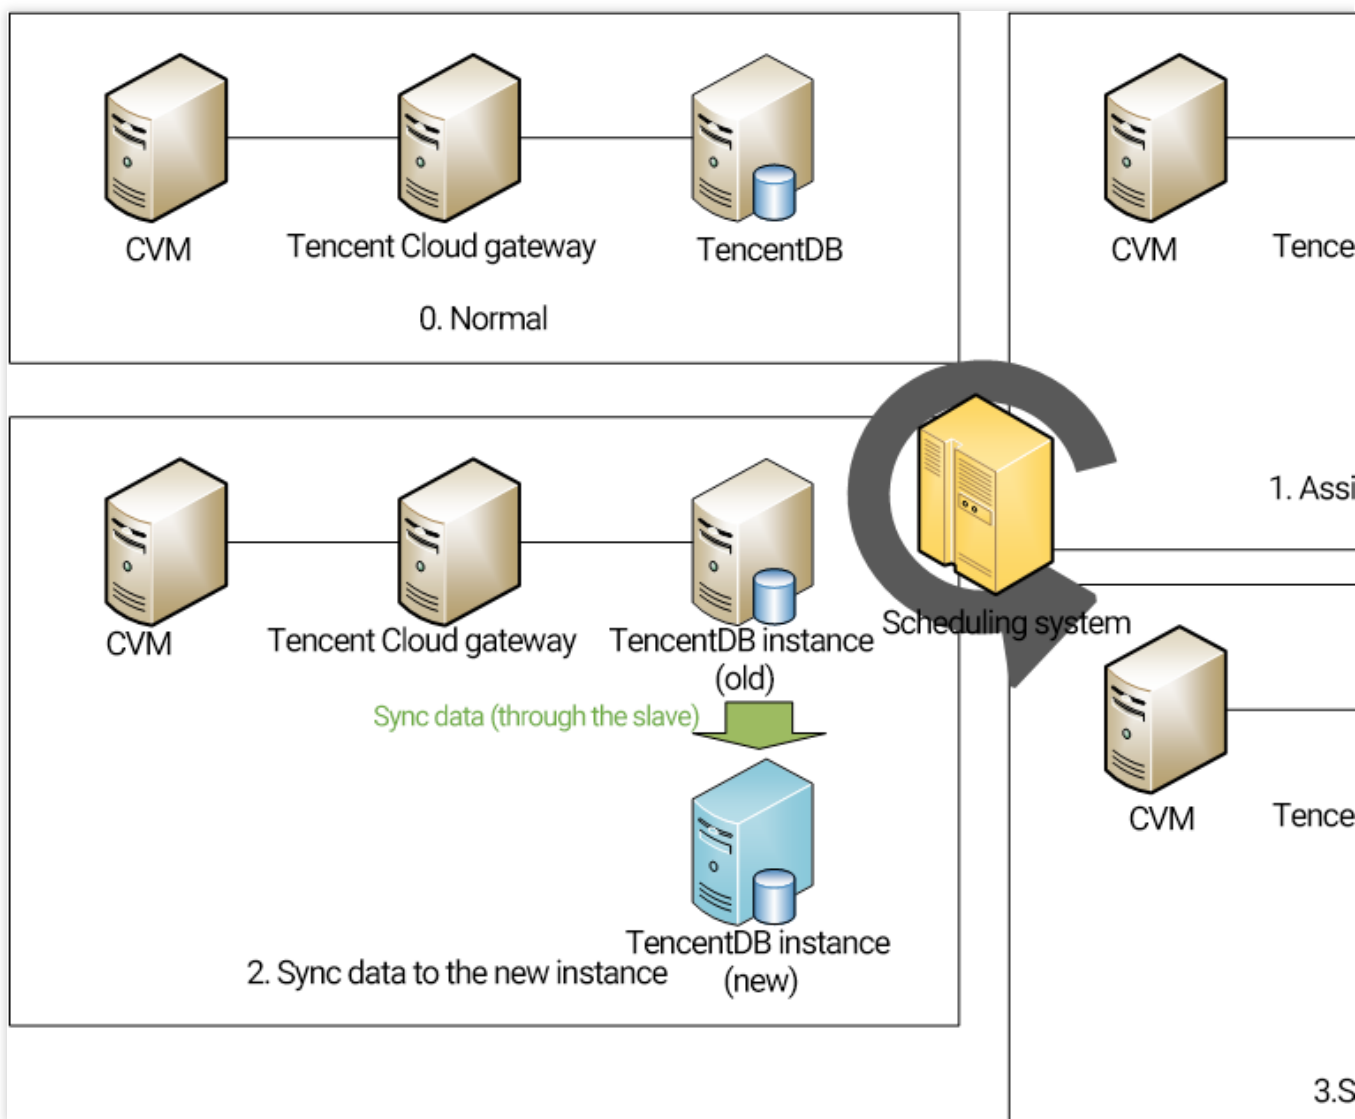 CVM
Tencent Cloud gateway
TencentDB
0. Normal
CVM
Tence
1. Assi
CVM
Tencent Cloud gateway
TencentDB instance
(old)
Sync data (through the slave)
TencentDB instance
(new)
2. Sync data to the new instance
Scheduling system
CVM
Tence
3.S